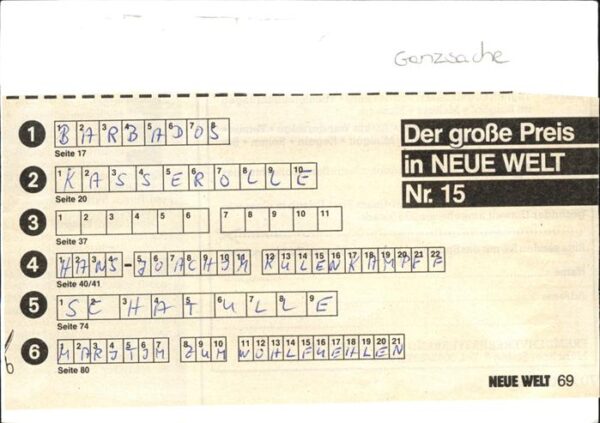 Ganzsache
Der große Preis
in NEUE WELT
Nr. 15
1 BARBADOS
Seite 17
2 KASSEROLLE
Seite 20
3
Seite 37
4 HANS-JOACHIM KULENKAMPFF
Seite 40/41
5 SCHATULLE
Seite 74
6 MARITIM ZUM WOHLFUEHLEN
Seite 80
NEUE WELT 69